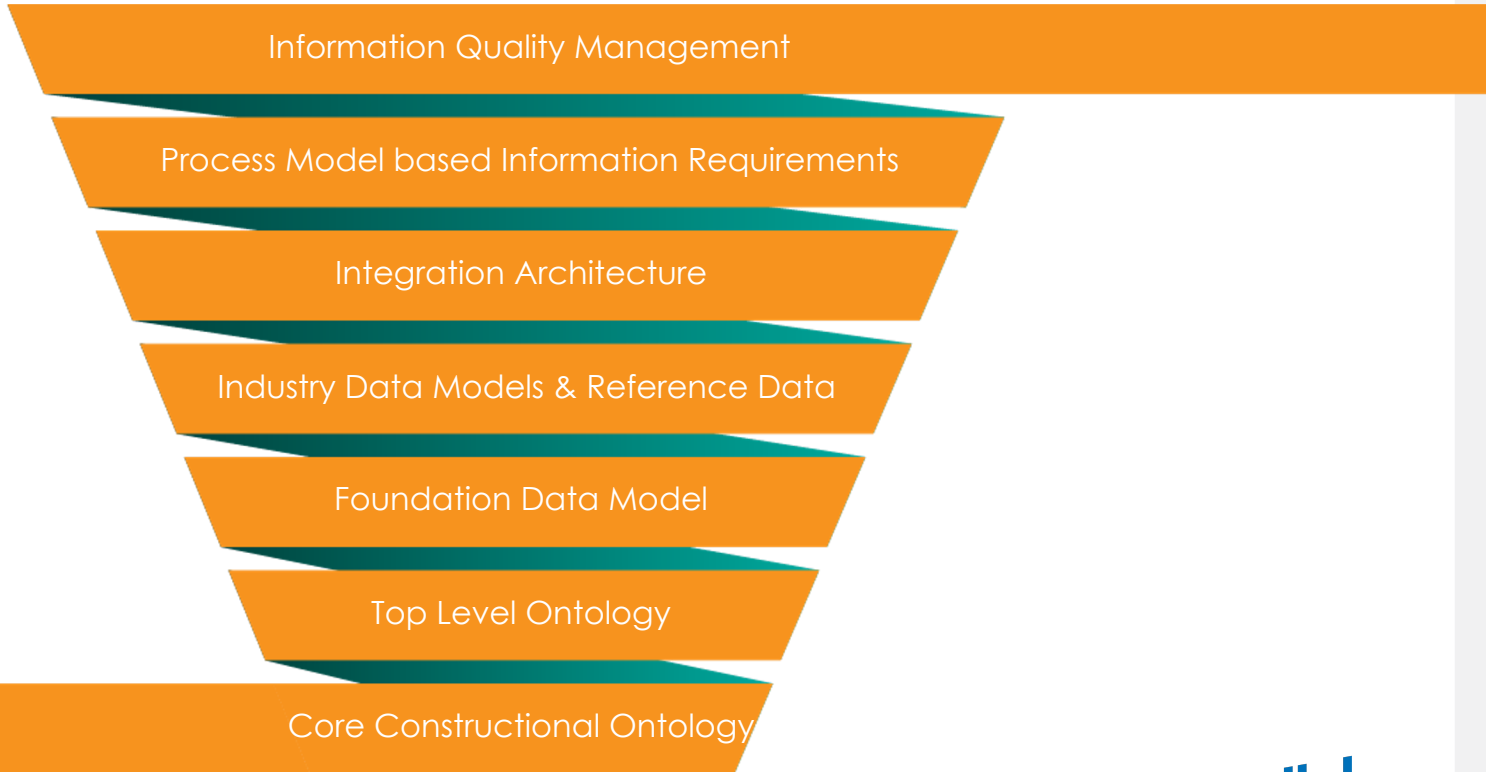 Information Quality Management
Process Model based Information Requirements
Integration Architecture
Industry Data Models & Reference Data
Foundation Data Model
Top Level Ontology
Core Constructional Ontology